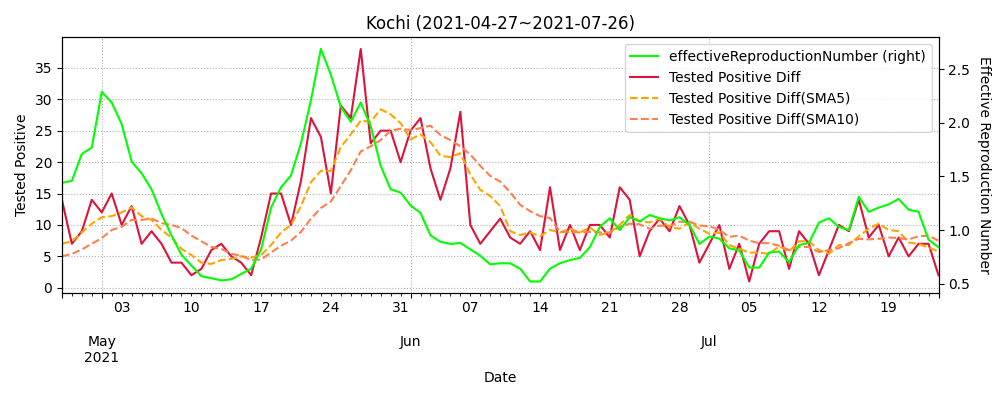 Kochi (2021-04-27~2021-07-26)
effectiveReproductionNumber (right)
Tested Positive Diff
Tested Positive Diff(SMA5)
Tested Positive Diff(SMA10)
Tested Positive
35
30
25
20
15
10
5
0
2.5
2.0
1.5
1.0
0.5
Effective Reproduction Number
03 10 17 24 31 07 14 21 28 05 12 19
May Jun Jul
2021
Date